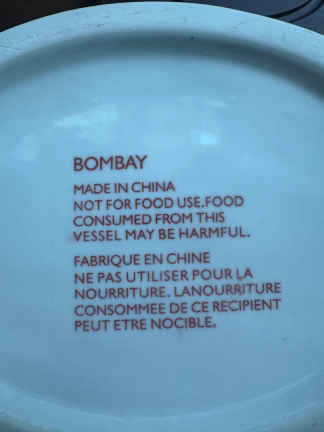 BOMBAY
MADE IN CHINA
NOT FOR FOOD USE.FOOD
CONSUMED FROM THIS
VESSEL MAY BE HARMFUL.
FABRIQUE EN CHINE
NE PAS UTILISER POUR LA
NOURRITURE. LANOURRITURE
CONSOMMEE DE CE RECIPIENT
PEUT ETRE NOCIBLE.